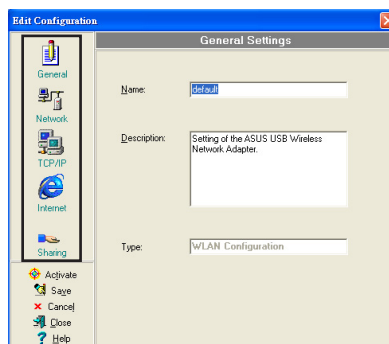 Edit Configuration
General Settings
General
Network
TCP/IP
Internet
Sharing
Activate
Save
Cancel
Close
Help
Name:
default
Description:
Setting of the ASUS USB Wireless
Network Adapter.
Type:
WLAN Configuration